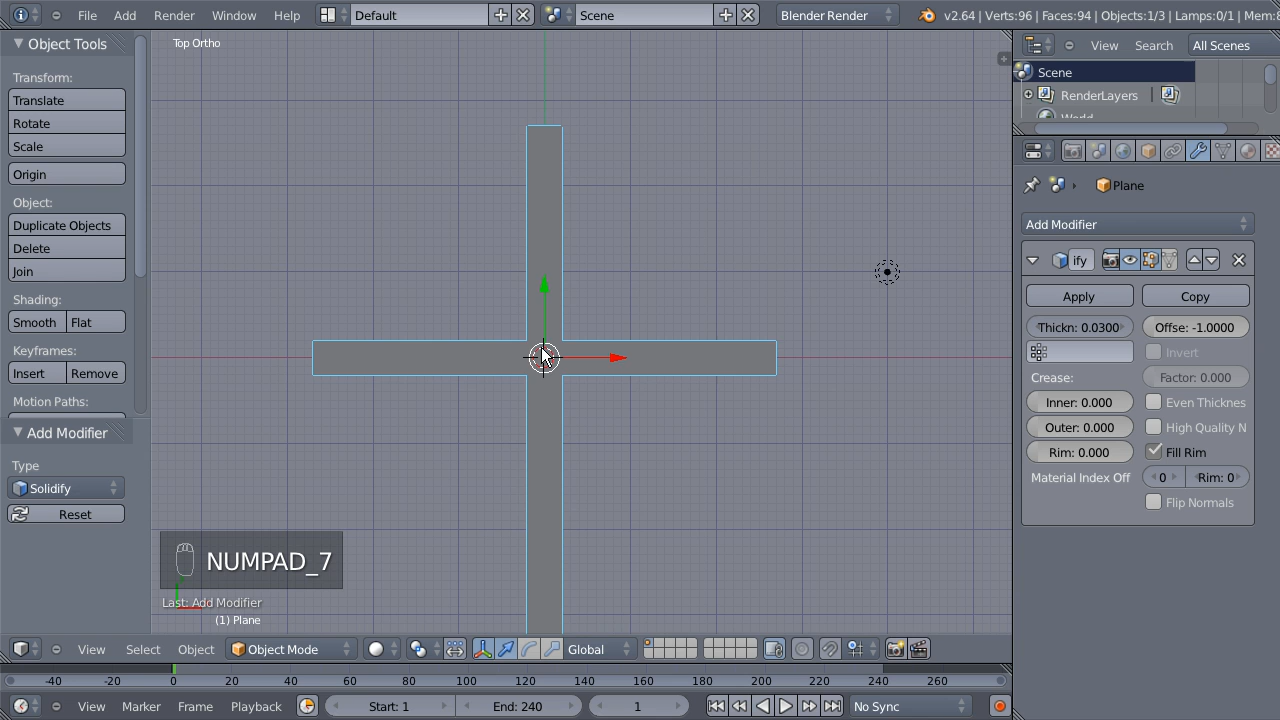 File Add Render Window Help Default Scene Blender Render v2.64 | Verts:96 | Faces:94 | Objects:1/3 | Lamps:0/1 | Mem:8
Object Tools
Transform:
Translate
Rotate
Scale
Origin
Object:
Duplicate Objects
Delete
Join
Shading:
Smooth Flat
Keyframes:
Insert Remove
Motion Paths:
Add Modifier
Type
Solidify
Reset
Top Ortho
NUMPAD_7
Last: Add Modifier
(1) Plane
View Select Object Object Mode Global
View Search All Scenes
Scene
RenderLayers
World
Plane
Add Modifier
ify
Apply Copy
Thickn: 0.0300 Offse: -1.0000
Invert
Crease: Factor: 0.000
Inner: 0.000 Even Thicknes
Outer: 0.000 High Quality N
Rim: 0.000 Fill Rim
Material Index Off 0 Rim: 0
Flip Normals
-40 -20 0 20 40 60 80 100 120 140 160 180 200 220 240 260
View Marker Frame Playback Start: 1 End: 240 1 No Sync